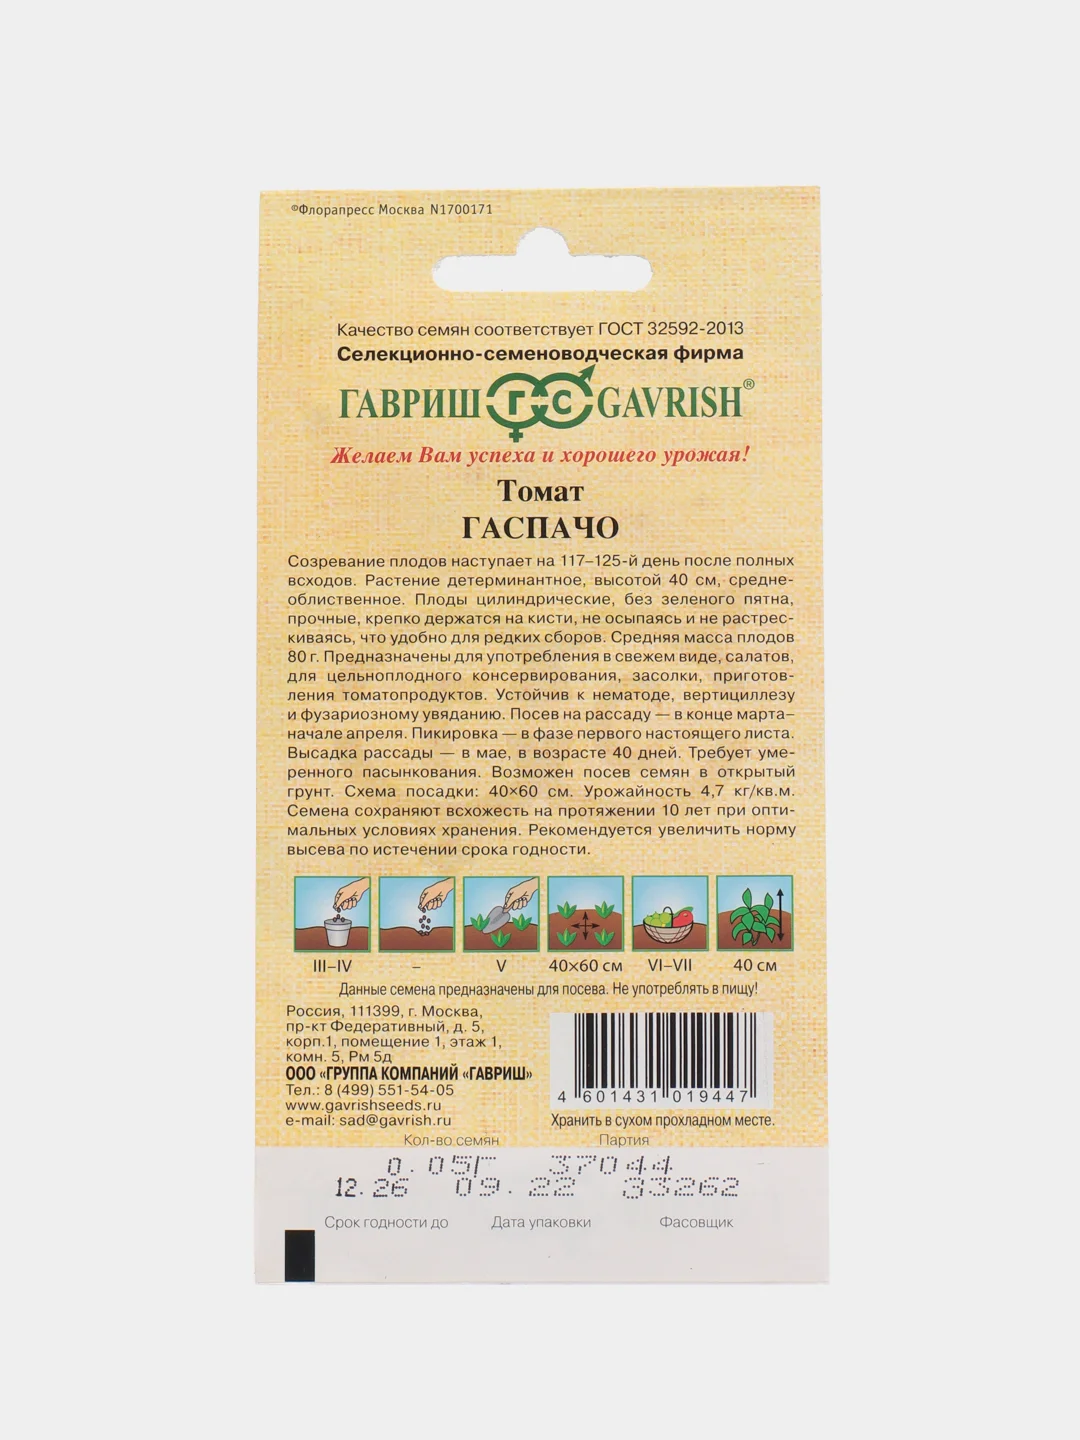 ©Флорапресс Москва N1700171
Качество семян соответствует ГОСТ 32592-2013
Селекционно-семеноводческая фирма
ГАВРИШ ГС GAVRISH®
Желаем Вам успеха и хорошего урожая!
Томат
ГАСПАЧО
Созревание плодов наступает на 117–125-й день после полных
всходов. Растение детерминантное, высотой 40 см, средне-
облиственное. Плоды цилиндрические, без зеленого пятна,
прочные, крепко держатся на кисти, не осыпаясь и не растрес-
киваясь, что удобно для редких сборов. Средняя масса плодов
80 г. Предназначены для употребления в свежем виде, салатов,
для цельноплодного консервирования, засолки, приготов-
ления томатопродуктов. Устойчив к нематоде, вертициллезу
и фузариозному увяданию. Посев на рассаду — в конце марта–
начале апреля. Пикировка — в фазе первого настоящего листа.
Высадка рассады — в мае, в возрасте 40 дней. Требует уме-
ренного пасынкования. Возможен посев семян в открытый
грунт. Схема посадки: 40×60 см. Урожайность 4,7 кг/кв.м.
Семена сохраняют всхожесть на протяжении 10 лет при опти-
мальных условиях хранения. Рекомендуется увеличить норму
высева по истечении срока годности.
III–IV – V 40×60 см VI–VII 40 см
Данные семена предназначены для посева. Не употреблять в пищу!
Россия, 111399, г. Москва,
пр-кт Федеративный, д. 5,
корп.1, помещение 1, этаж 1,
комн. 5, Рм 5д
ООО «ГРУППА КОМПАНИЙ «ГАВРИШ»
Тел.: 8 (499) 551-54-05
www.gavrishseeds.ru
e-mail: sad@gavrish.ru
4 601431 019447
Хранить в сухом прохладном месте.
Кол-во семян Партия
0.05Г 37044
12.26 09.22 33262
Срок годности до Дата упаковки Фасовщик